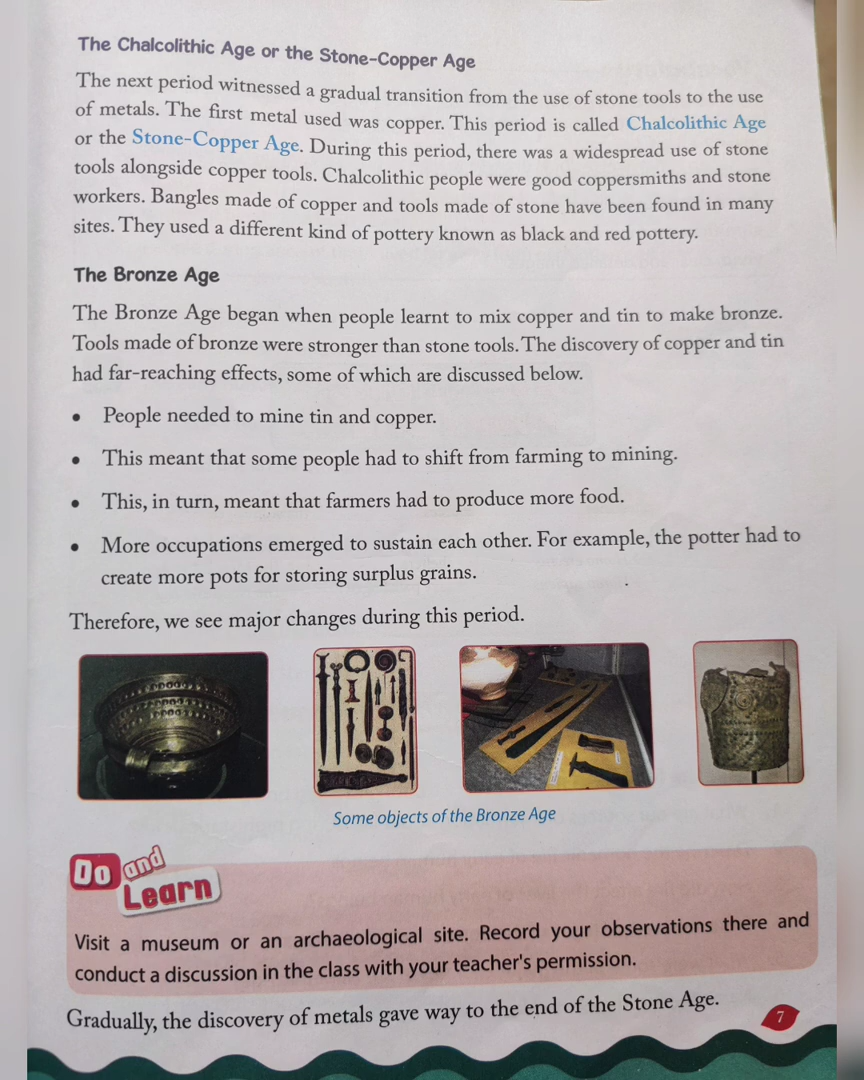 The Chalcolithic Age or the Stone-Copper Age
The next period witnessed a gradual transition from the use of stone tools to the use
of metals. The first metal used was copper. This period is called Chalcolithic Age
or the Stone-Copper Age. During this period, there was a widespread use of stone
tools alongside copper tools. Chalcolithic people were good coppersmiths and stone
workers. Bangles made of copper and tools made of stone have been found in many
sites. They used a different kind of pottery known as black and red pottery.
The Bronze Age
The Bronze Age began when people learnt to mix copper and tin to make bronze.
Tools made of bronze were stronger than stone tools. The discovery of copper and tin
had far-reaching effects, some of which are discussed below.
• People needed to mine tin and copper.
• This meant that some people had to shift from farming to mining.
• This, in turn, meant that farmers had to produce more food.
• More occupations emerged to sustain each other. For example, the potter had to
create more pots for storing surplus grains.
Therefore, we see major changes during this period.
Some objects of the Bronze Age
Do and
Learn
Visit a museum or an archaeological site. Record your observations there and
conduct a discussion in the class with your teacher's permission.
Gradually, the discovery of metals gave way to the end of the Stone Age.
7